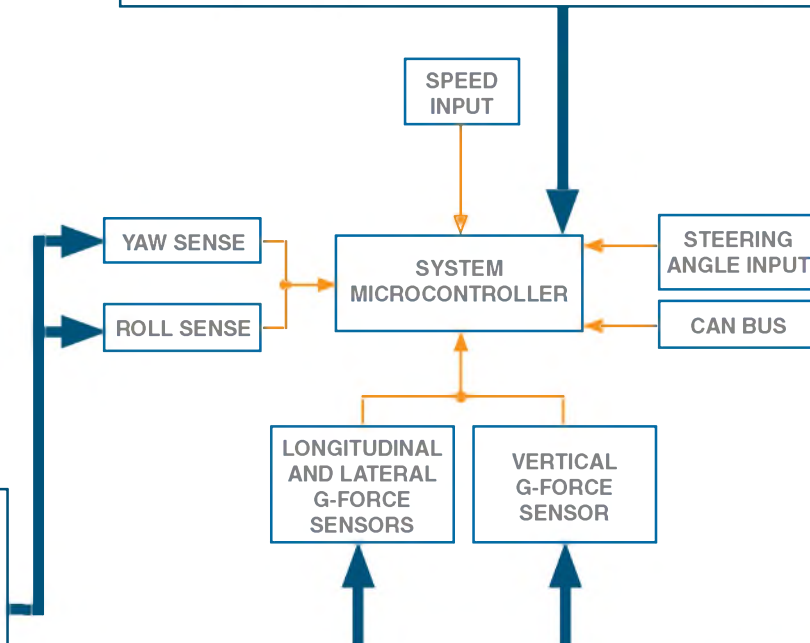 SPEED
INPUT
YAW SENSE
STEERING
ANGLE INPUT
SYSTEM
MICROCONTROLLER
ROLL SENSE
CAN BUS
LONGITUDINAL
AND LATERAL
G-FORCE
SENSORS
VERTICAL
G-FORCE
SENSOR